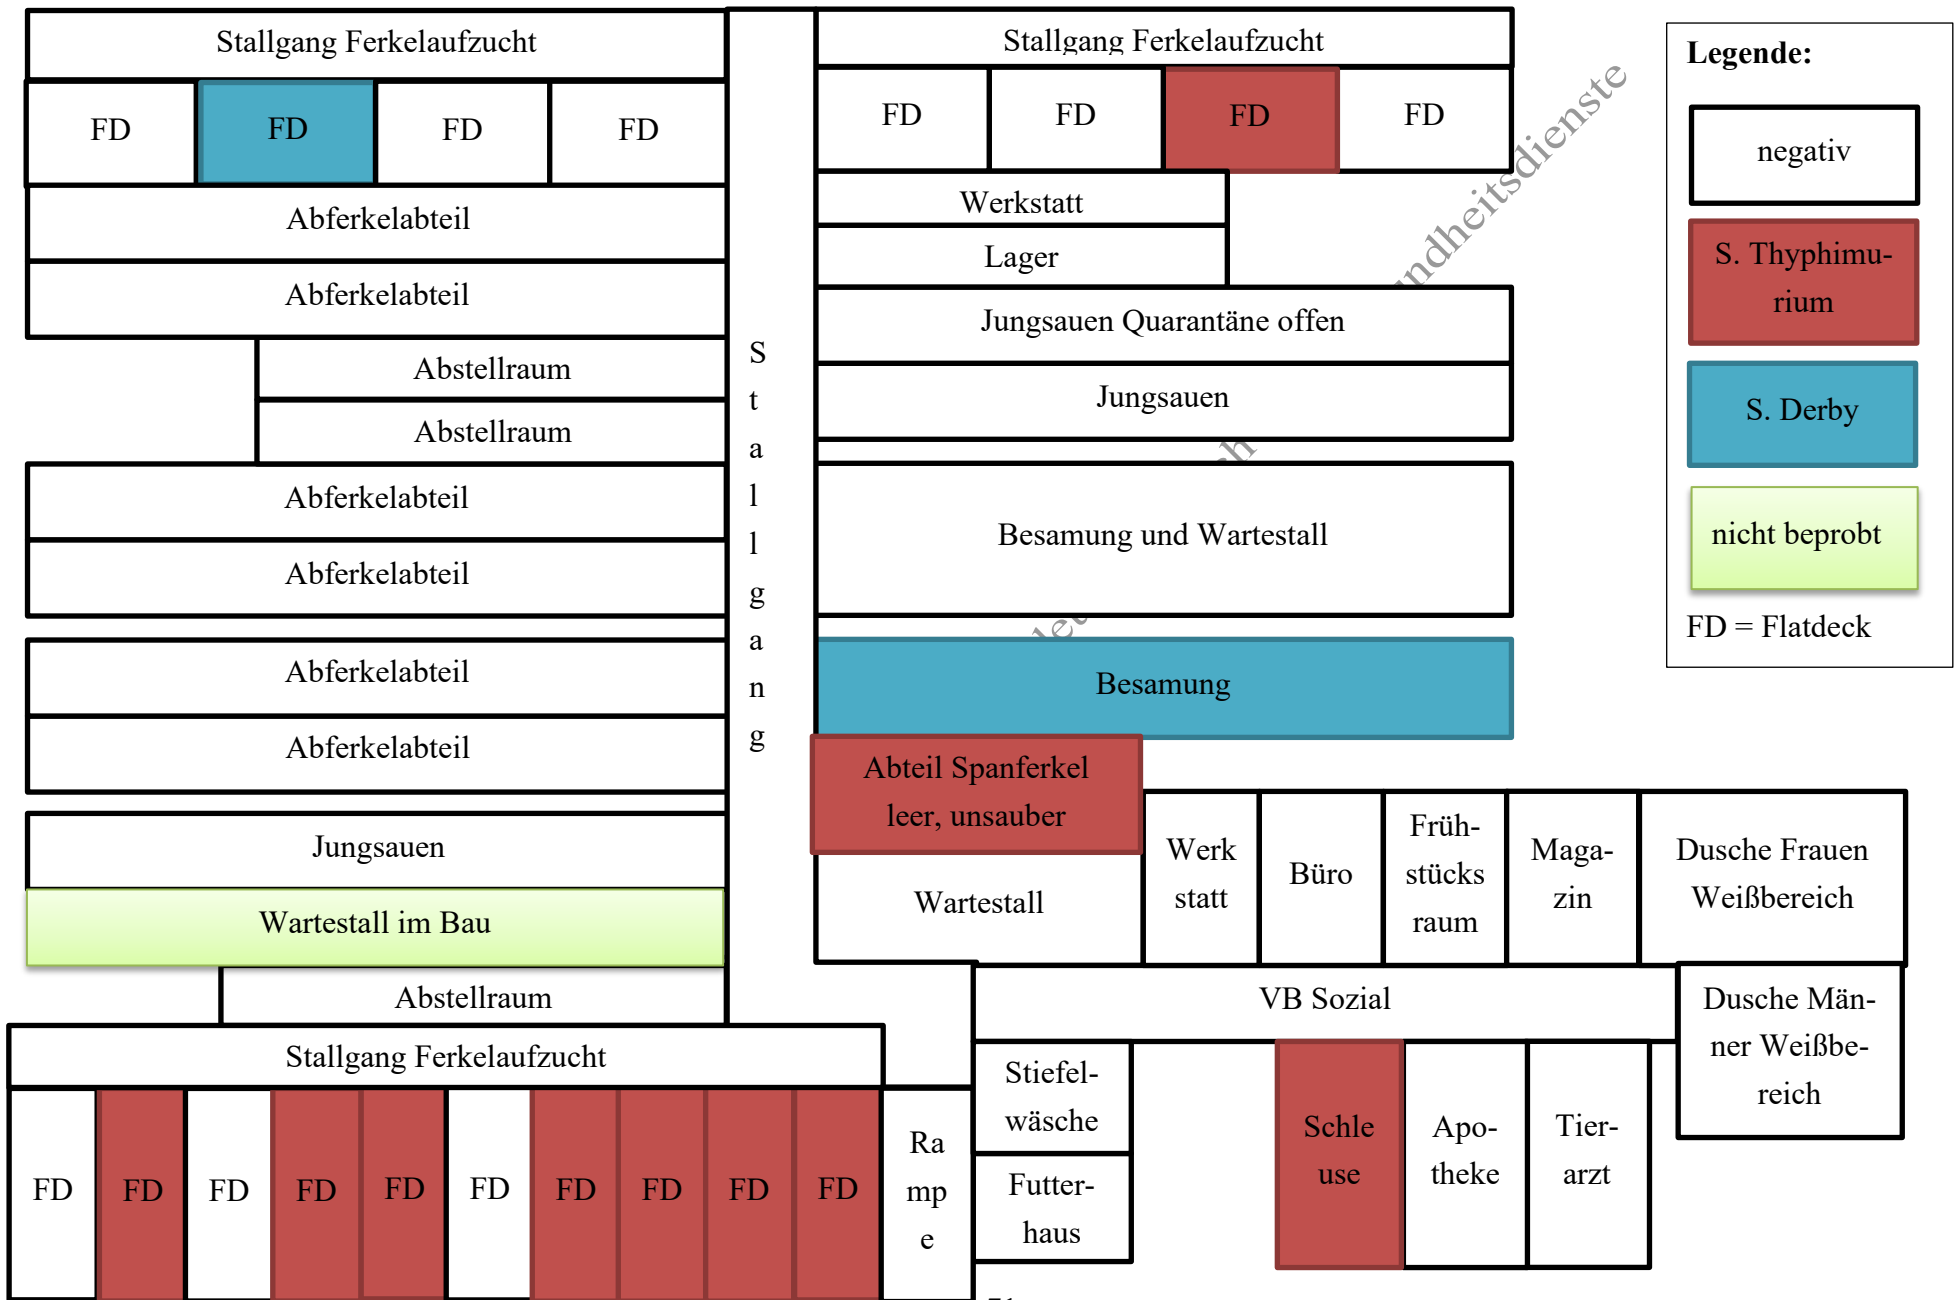 Stallgang Ferkelaufzucht
FD
FD
FD
FD
Abferkelabteil
Abferkelabteil
Abstellraum
Abstellraum
Abferkelabteil
Abferkelabteil
Abferkelabteil
Abferkelabteil
Jungsauen
Wartestall im Bau
Abstellraum
Stallgang Ferkelaufzucht
FD
FD
FD
FD
FD
FD
FD
FD
FD
FD
Ra
mp
e
S
t
a
l
l
g
a
n
g
Stallgang Ferkelaufzucht
FD
FD
FD
FD
Werkstatt
Lager
Jungsauen Quarantäne offen
Jungsauen
Besamung und Wartestall
Besamung
Abteil Spanferkel
leer, unsauber
Wartestall
Werk
statt
Büro
Früh-
stücks
raum
Maga-
zin
Dusche Frauen
Weißbereich
VB Sozial
Dusche Män-
ner Weißbe-
reich
Stiefel-
wäsche
Futter-
haus
Schle
use
Apo-
theke
Tier-
arzt
Legende:
negativ
S. Thyphimu-
rium
S. Derby
nicht beprobt
FD = Flatdeck